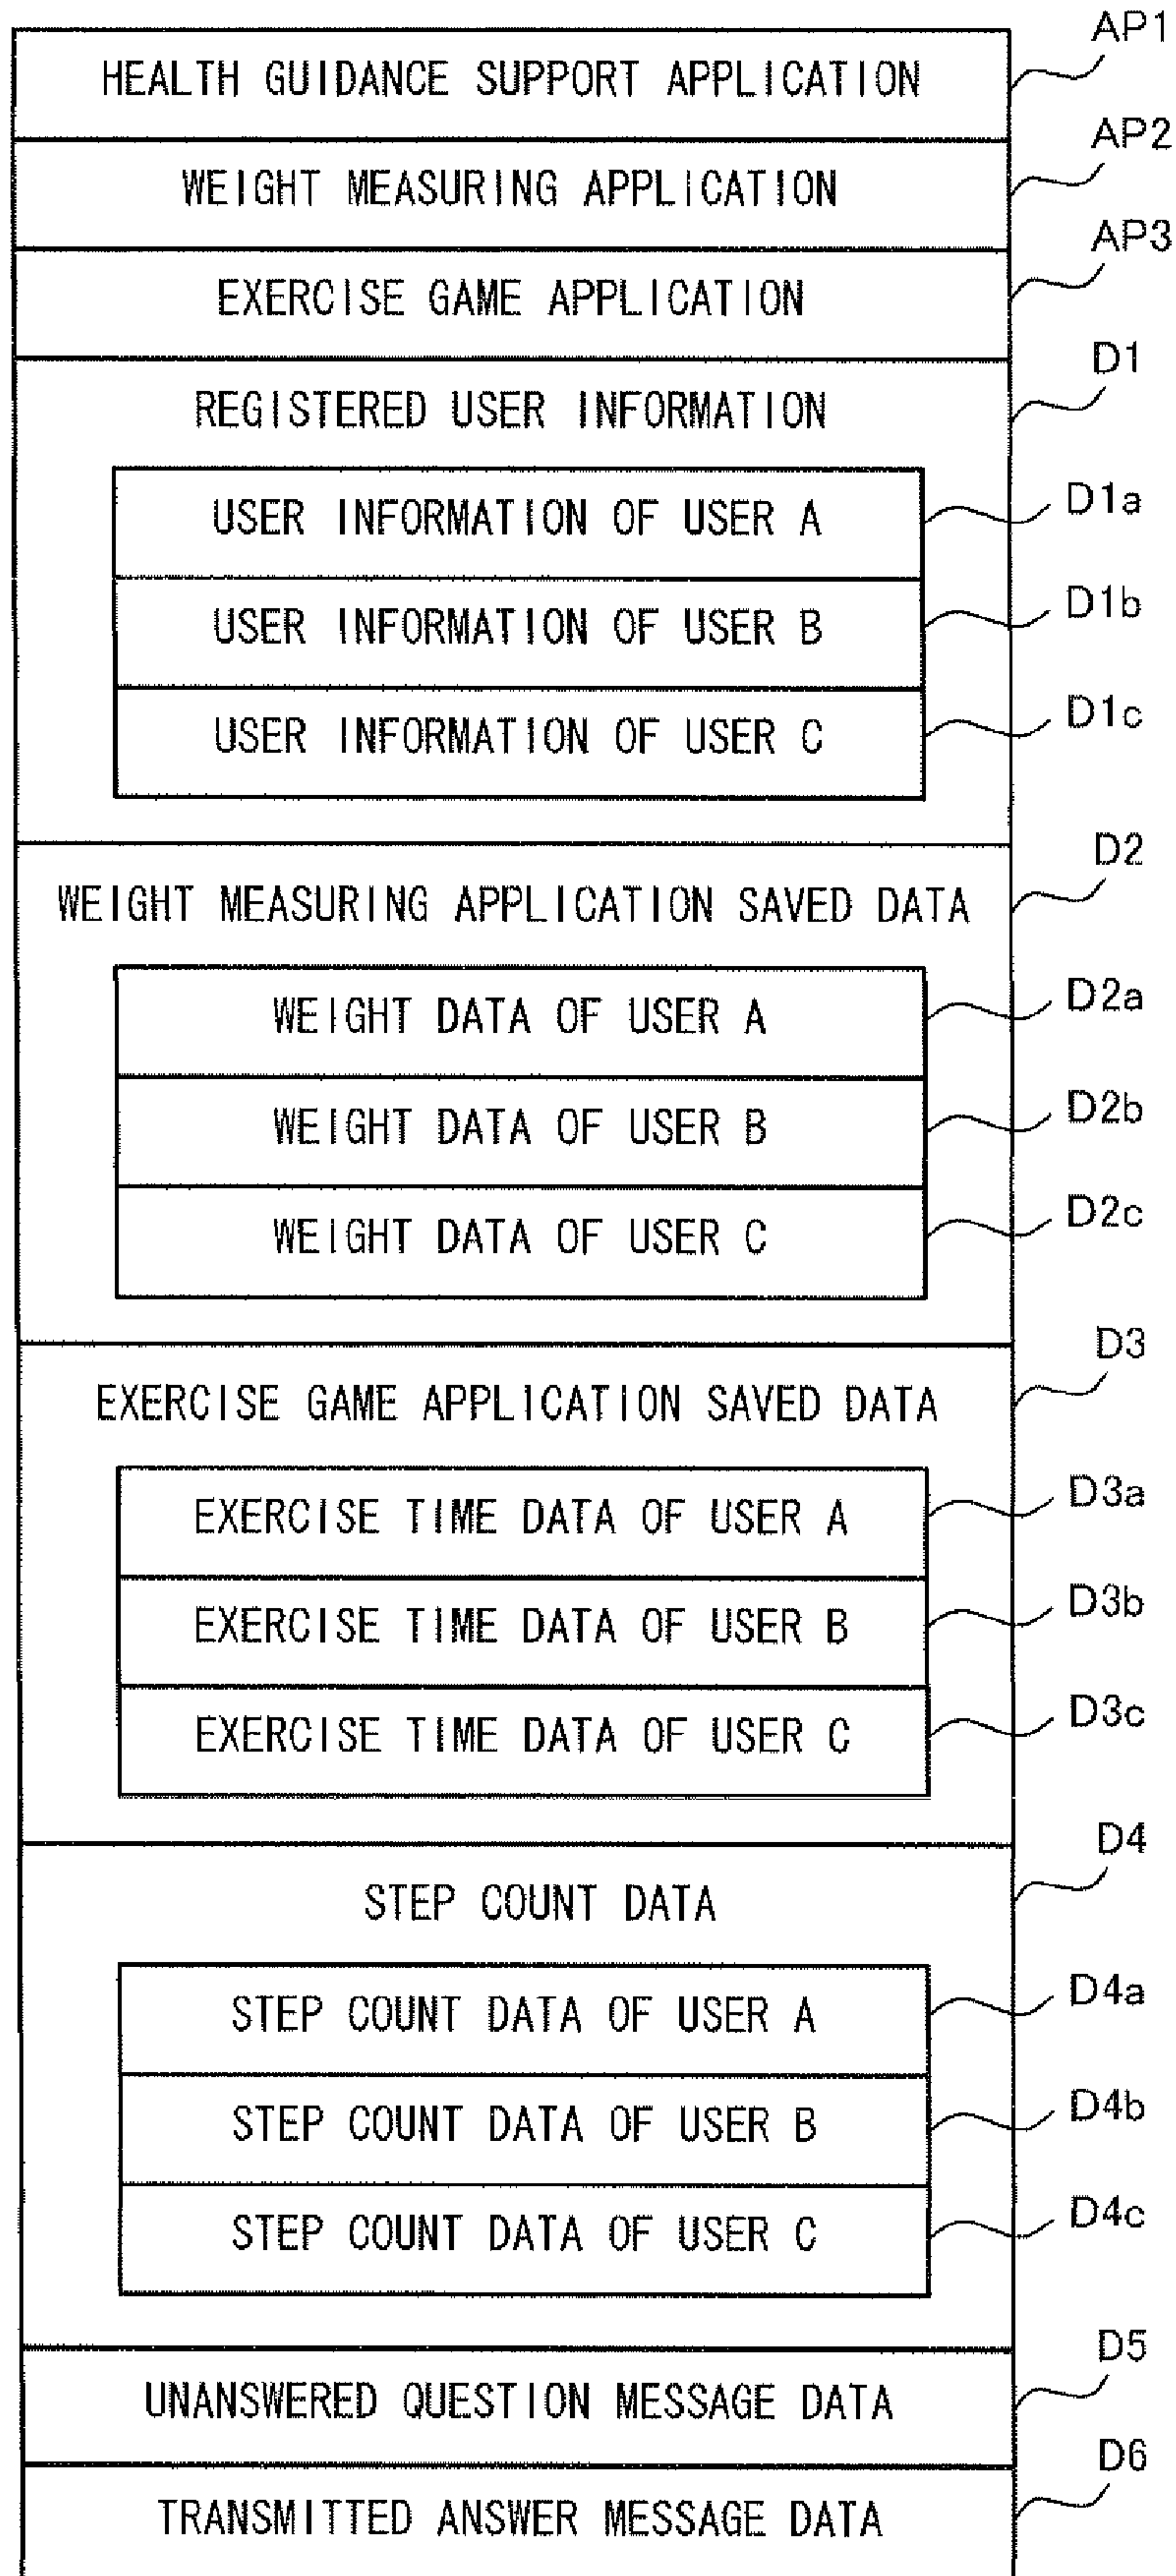 AP1
HEALTH GUIDANCE SUPPORT APPLICATION
AP2
WEIGHT MEASURING APPLICATION
AP3
EXERCISE GAME APPLICATION
D1
REGISTERED USER INFORMATION
USER INFORMATION OF USER A
D1a
USER INFORMATION OF USER B
D1b
USER INFORMATION OF USER C
D1c
D2
WEIGHT MEASURING APPLICATION SAVED DATA
WEIGHT DATA OF USER A
D2a
WEIGHT DATA OF USER B
D2b
WEIGHT DATA OF USER C
D2c
D3
EXERCISE GAME APPLICATION SAVED DATA
EXERCISE TIME DATA OF USER A
D3a
EXERCISE TIME DATA OF USER B
D3b
EXERCISE TIME DATA OF USER C
D3c
D4
STEP COUNT DATA
STEP COUNT DATA OF USER A
D4a
STEP COUNT DATA OF USER B
D4b
STEP COUNT DATA OF USER C
D4c
D5
UNANSWERED QUESTION MESSAGE DATA
D6
TRANSMITTED ANSWER MESSAGE DATA